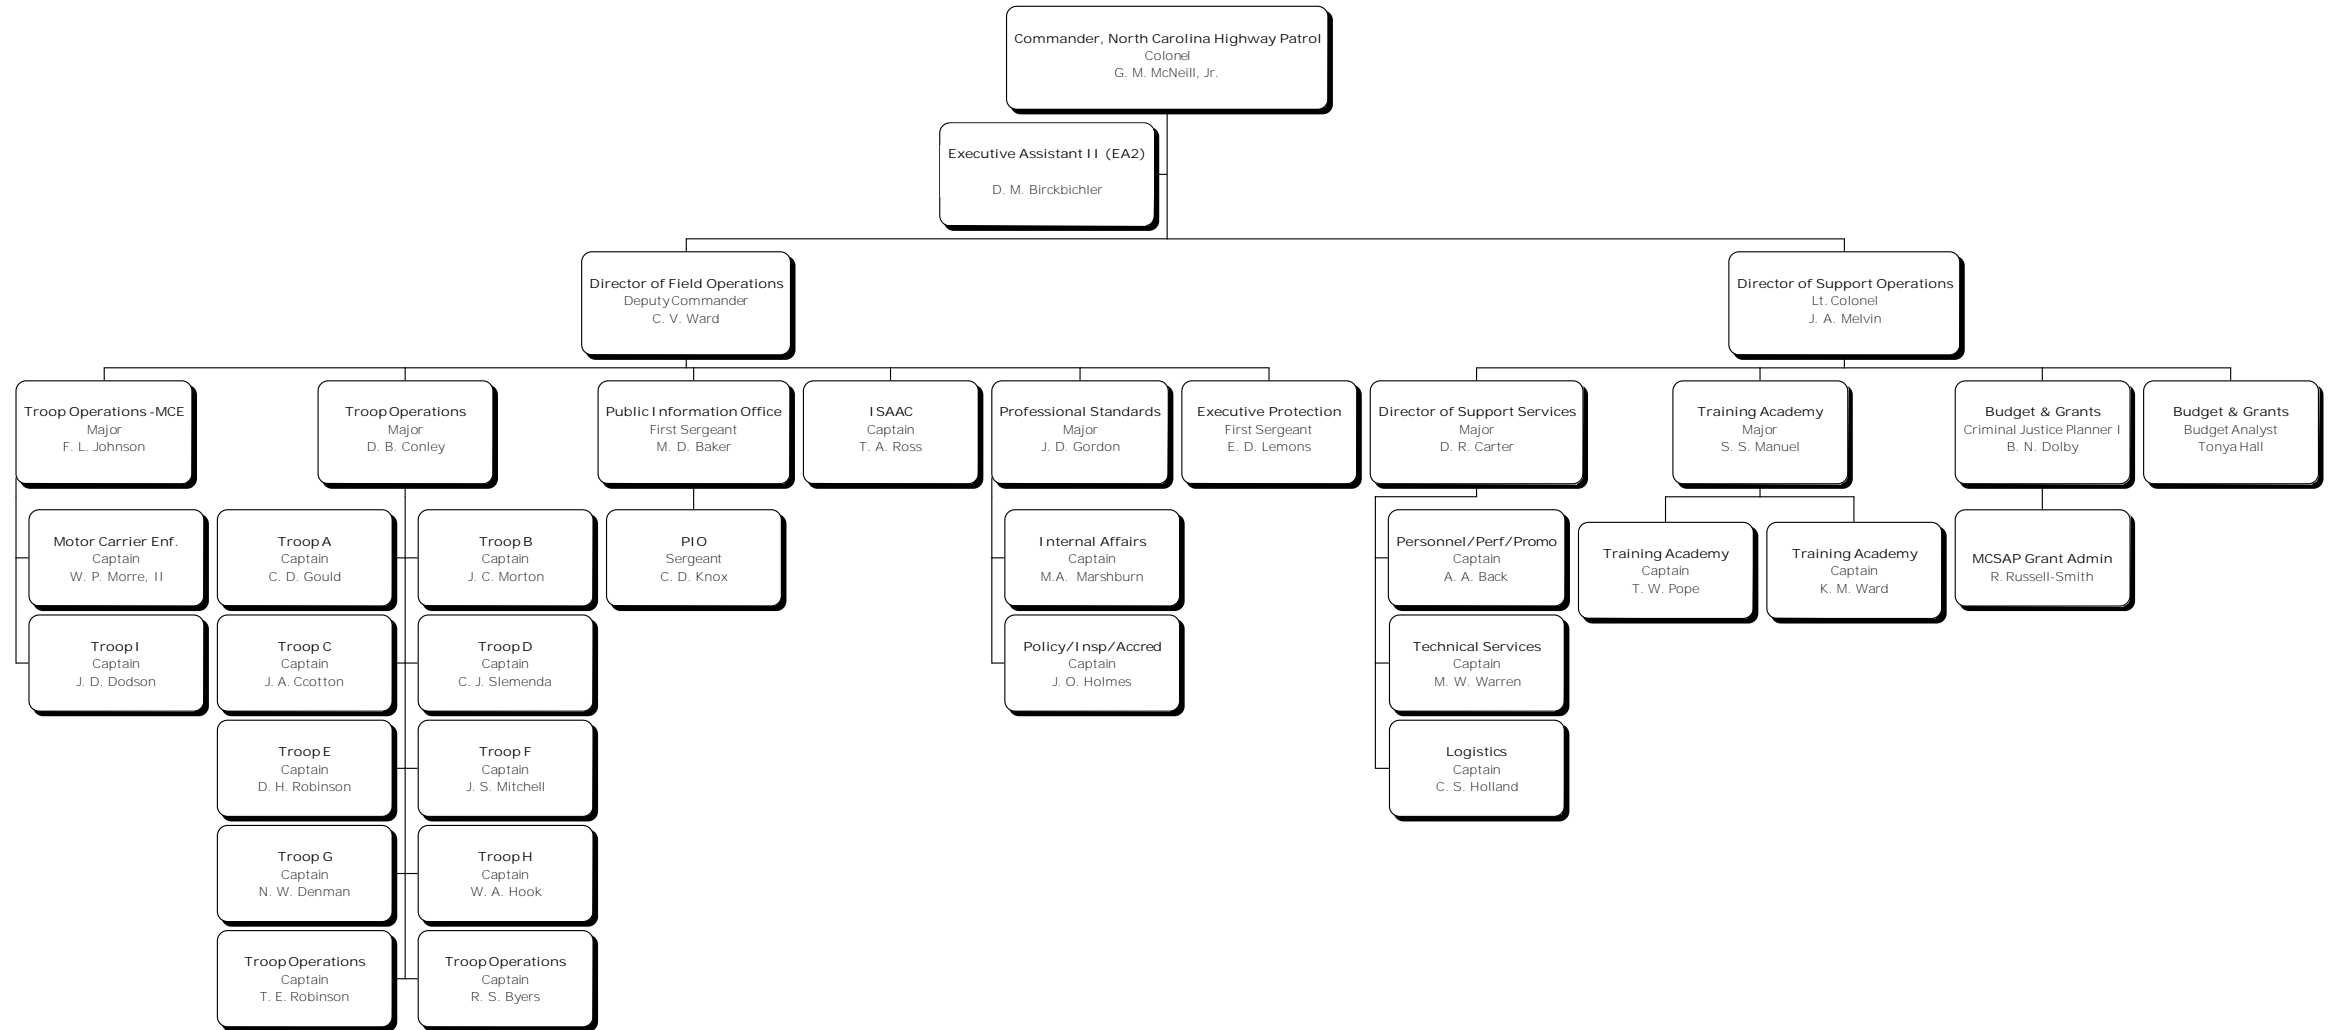 Commander, North Carolina Highway Patrol
Colonel
G. M. McNeill, Jr.
Executive Assistant II (EA2)
D. M. Birckbichler
Director of Field Operations
Deputy Commander
C. V. Ward
Director of Support Operations
Lt. Colonel
J. A. Melvin
Troop Operations -MCE
Major
F. L. Johnson
Troop Operations
Major
D. B. Conley
Public Information Office
First Sergeant
M. D. Baker
ISAAC
Captain
T. A. Ross
Professional Standards
Major
J. D. Gordon
Executive Protection
First Sergeant
E. D. Lemons
Director of Support Services
Major
D. R. Carter
Training Academy
Major
S. S. Manuel
Budget & Grants
Criminal Justice Planner I
B. N. Dolby
Budget & Grants
Budget Analyst
Tonya Hall
Motor Carrier Enf.
Captain
W. P. Morre, II
Troop A
Captain
C. D. Gould
Troop B
Captain
J. C. Morton
PIO
Sergeant
C. D. Knox
Internal Affairs
Captain
M.A. Marshburn
Personnel/Perf/Promo
Captain
A. A. Back
Training Academy
Captain
T. W. Pope
Training Academy
Captain
K. M. Ward
MCSAP Grant Admin
R. Russell-Smith
Troop I
Captain
J. D. Dodson
Troop C
Captain
J. A. Ccotton
Troop D
Captain
C. J. Slemenda
Policy/Insp/Accred
Captain
J. O. Holmes
Technical Services
Captain
M. W. Warren
Troop E
Captain
D. H. Robinson
Troop F
Captain
J. S. Mitchell
Logistics
Captain
C. S. Holland
Troop G
Captain
N. W. Denman
Troop H
Captain
W. A. Hook
Troop Operations
Captain
T. E. Robinson
Troop Operations
Captain
R. S. Byers